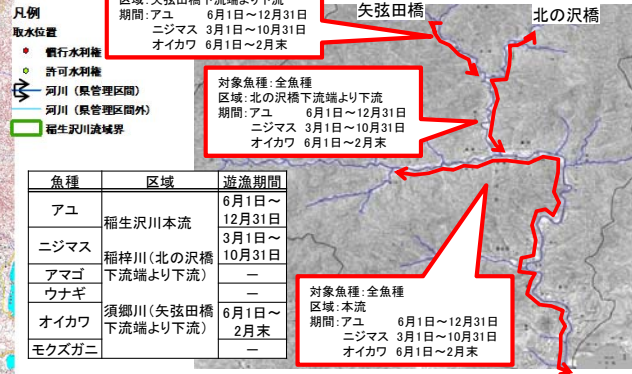 凡例
取水位置
慣行水利権
許可水利権
河川（県管理区間）
河川（県管理区間外）
稲生沢川流域界
区域：矢弦田橋下流端より下流
期間：アユ 6月1日～12月31日
ニジマス 3月1日～10月31日
オイカワ 6月1日～2月末
矢弦田橋
北の沢橋
対象魚種：全魚種
区域：北の沢橋下流端より下流
期間：アユ 6月1日～12月31日
ニジマス 3月1日～10月31日
オイカワ 6月1日～2月末
魚種 区域 遊漁期間
アユ 6月1日～
12月31日
ニジマス 3月1日～
10月31日
アマゴ －
ウナギ －
オイカワ 6月1日～
2月末
モクズガニ －
稲生沢川本流
稲梓川（北の沢橋
下流端より下流）
須郷川（矢弦田橋
下流端より下流）
対象魚種：全魚種
区域：本流
期間：アユ 6月1日～12月31日
ニジマス 3月1日～10月31日
オイカワ 6月1日～2月末